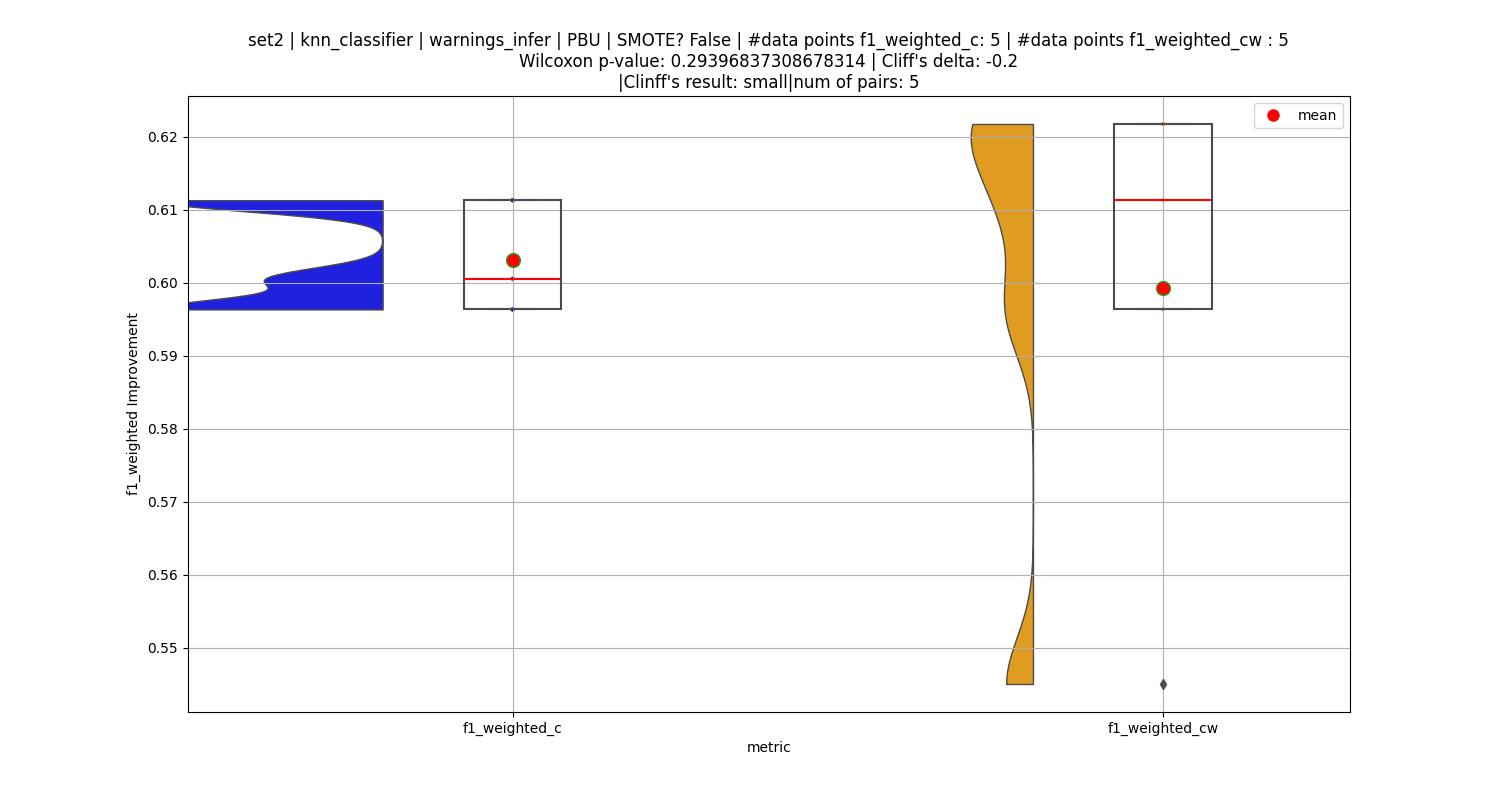 set2 | knn_classifier | warnings_infer | PBU | SMOTE? False | #data points f1_weighted_c: 5 | #data points f1_weighted_cw : 5
Wilcoxon p-value: 0.29396837308678314 | Cliff's delta: -0.2
|Clinff's result: small|num of pairs: 5
mean
0.62
0.61
0.60
0.59
0.58
0.57
0.56
0.55
f1_weighted Improvement
f1_weighted_c
f1_weighted_cw
metric